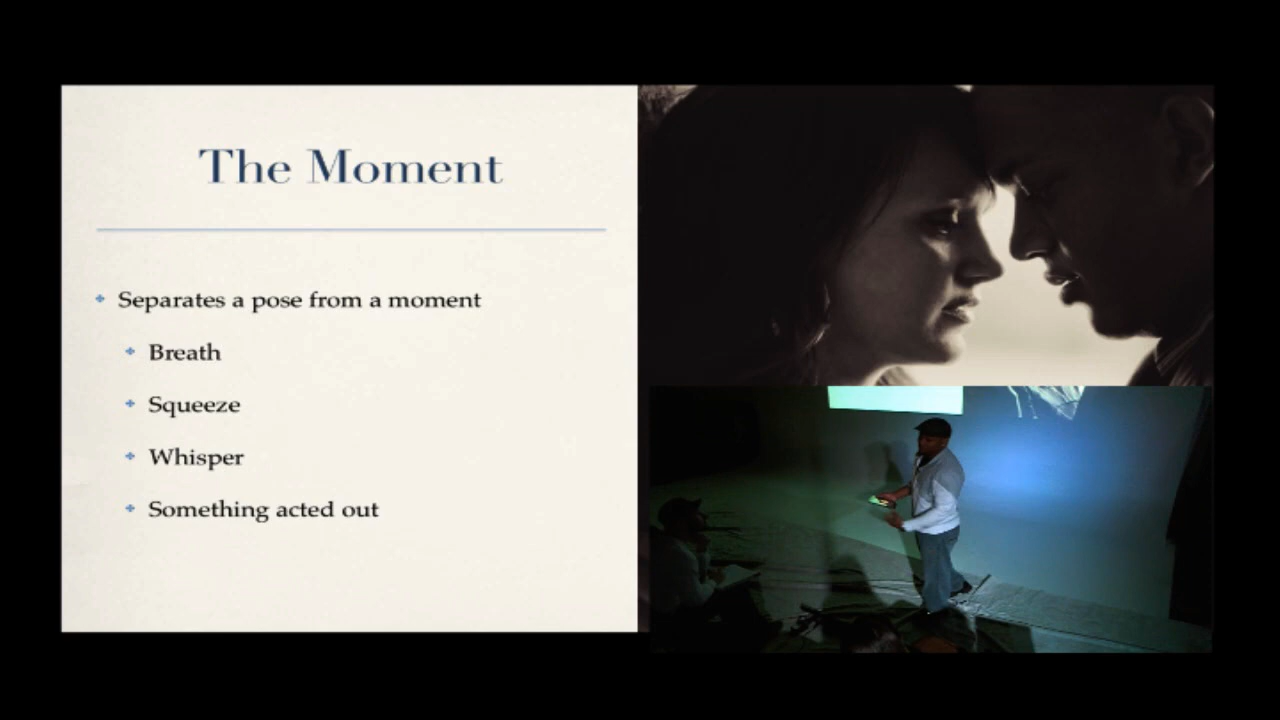 The Moment
Separates a pose from a moment
Breath
Squeeze
Whisper
Something acted out